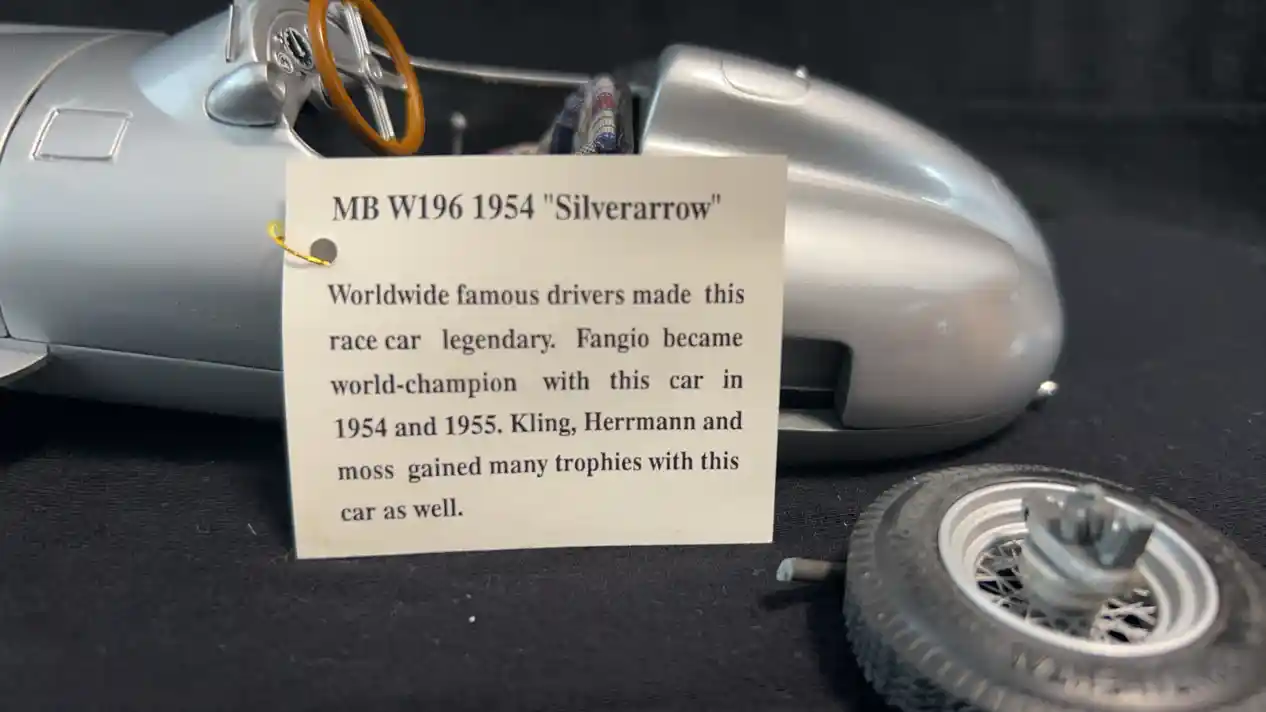 MB W196 1954 "Silverarrow"
Worldwide famous drivers made this
race car legendary. Fangio became
world-champion with this car in
1954 and 1955. Kling, Herrmann and
moss gained many trophies with this
car as well.